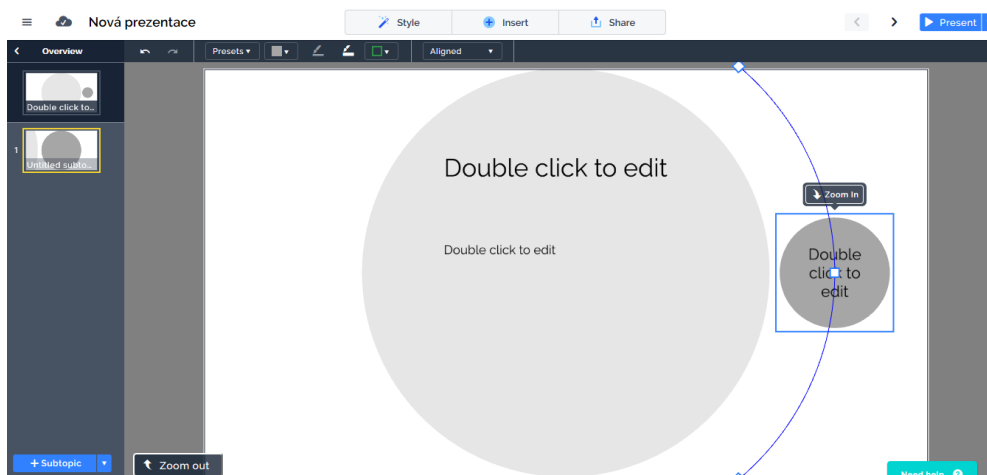 Nová prezentace
Style
Insert
Share
Present
Overview
Presets
Aligned
Double click to..
1
Untitled subto...
Double click to edit
Double click to edit
Zoom In
Double
click to
edit
+ Subtopic
Zoom out
Need help